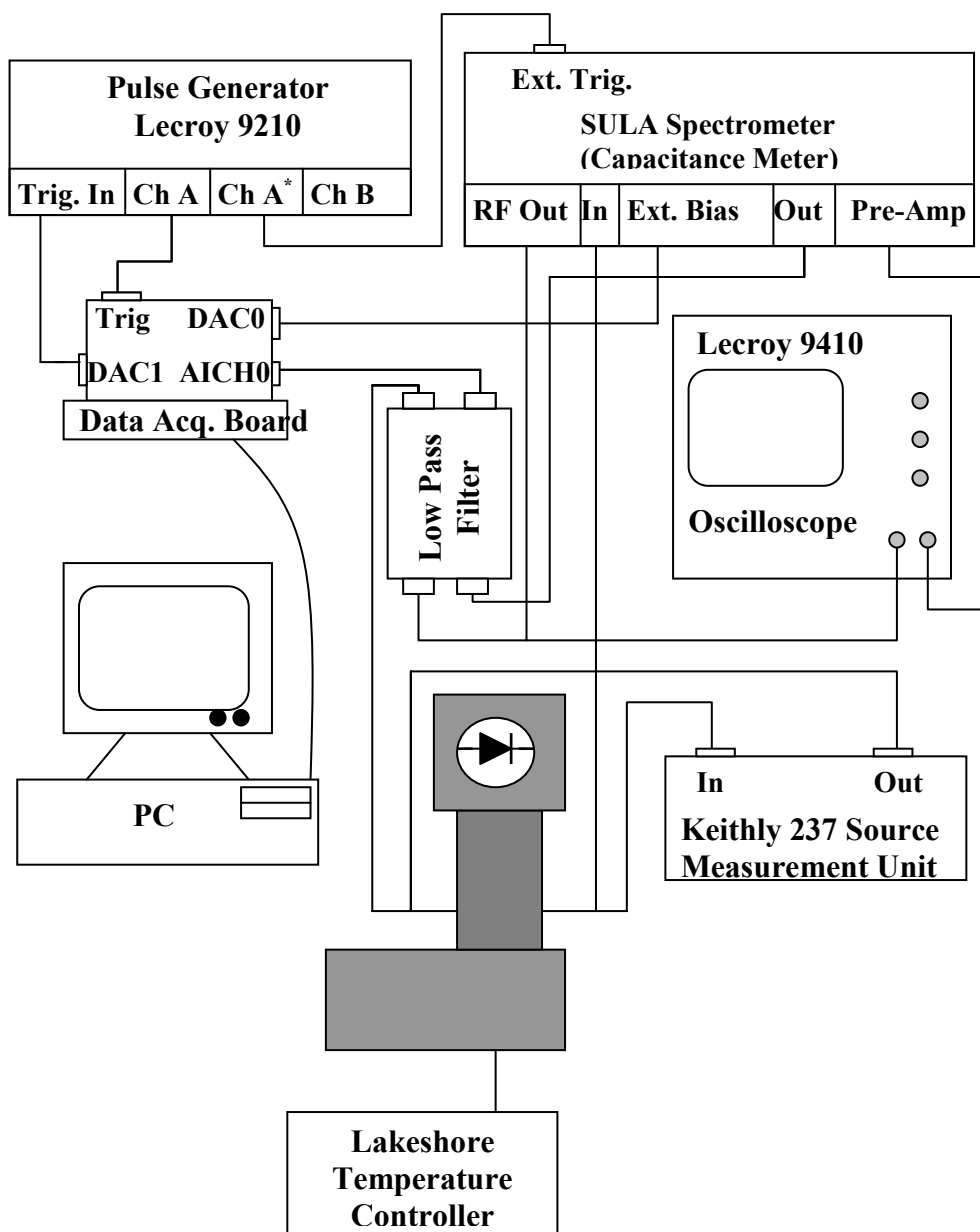 Pulse Generator
Lecroy 9210
Trig. In Ch A Ch A* Ch B
Ext. Trig.
SULA Spectrometer
(Capacitance Meter)
RF Out In Ext. Bias Out Pre-Amp
Trig DAC0
DAC1 AICH0
Data Acq. Board
Low Pass
Filter
Lecroy 9410
Oscilloscope
PC
In Out
Keithly 237 Source
Measurement Unit
Lakeshore
Temperature
Controller